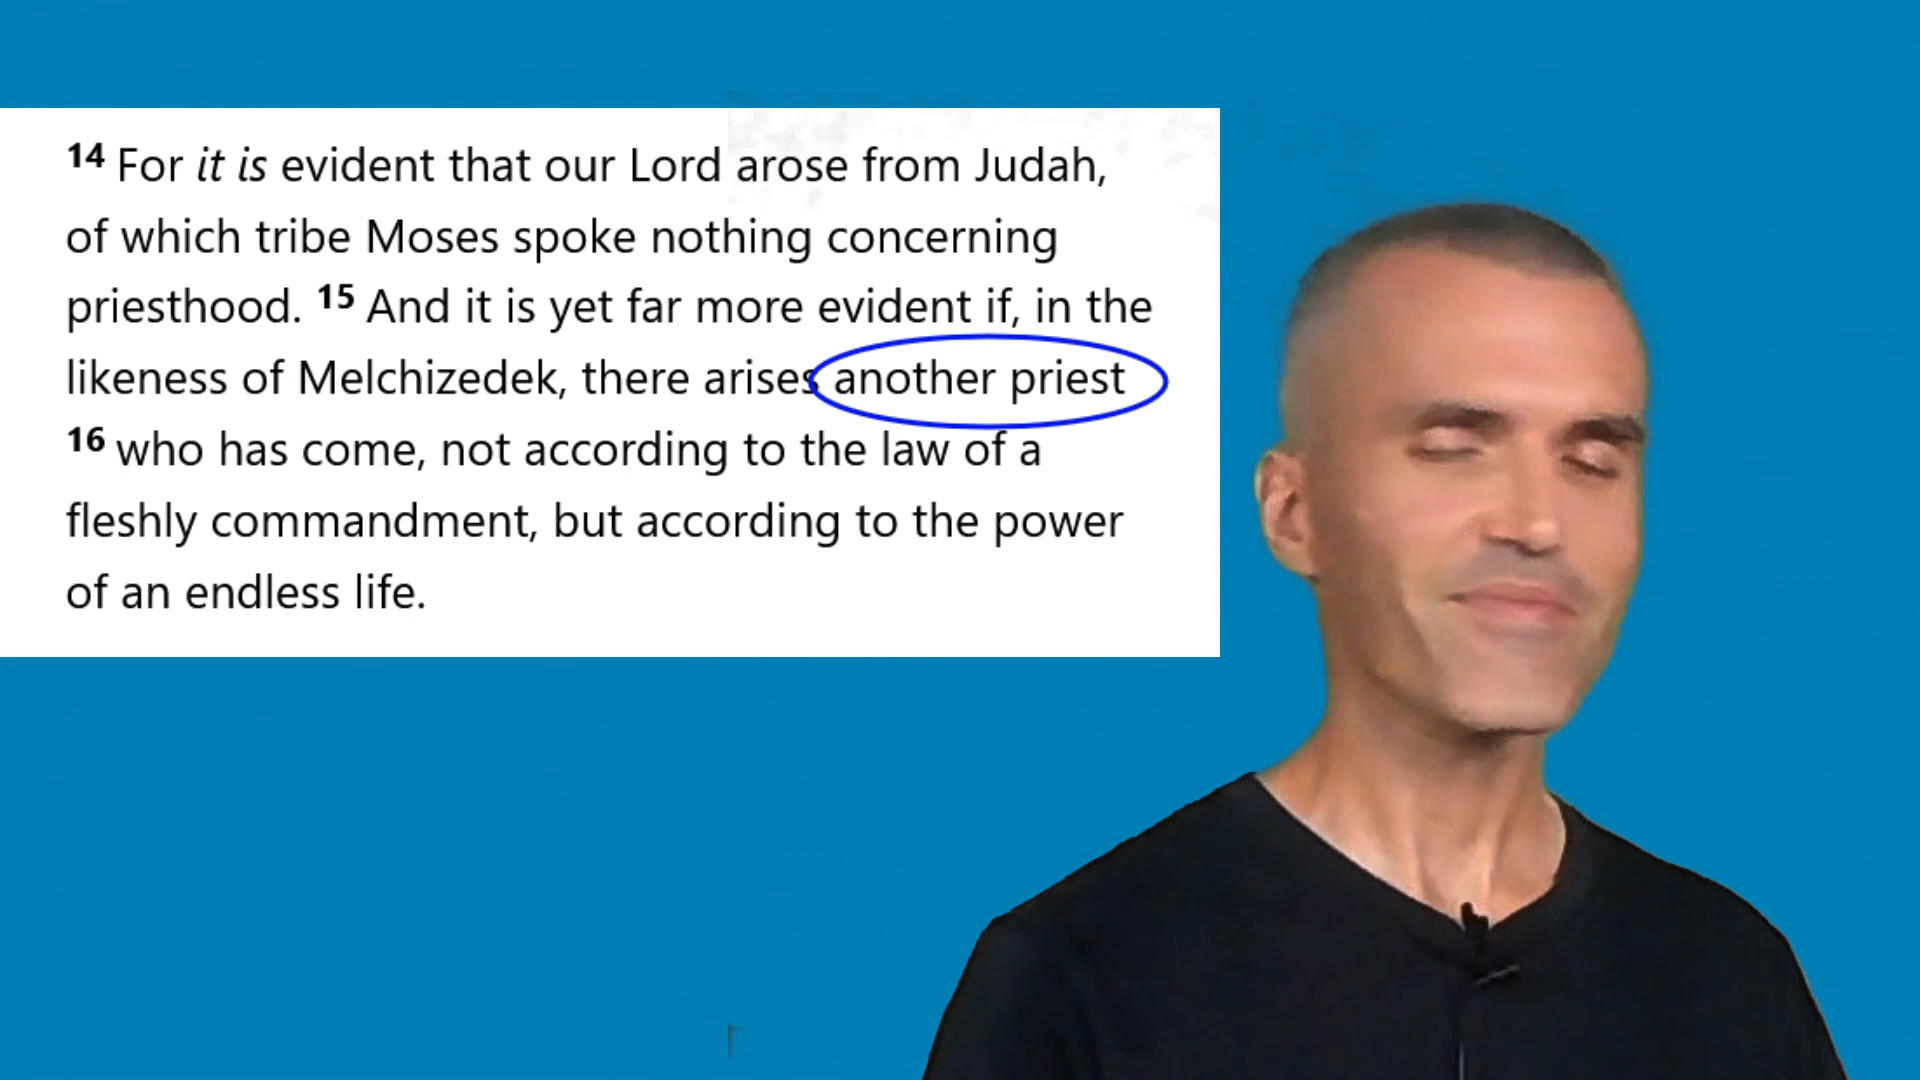 14 For it is evident that our Lord arose from Judah,
of which tribe Moses spoke nothing concerning
priesthood. 15 And it is yet far more evident if, in the
likeness of Melchizedek, there arises another priest
16 who has come, not according to the law of a
fleshly commandment, but according to the power
of an endless life.